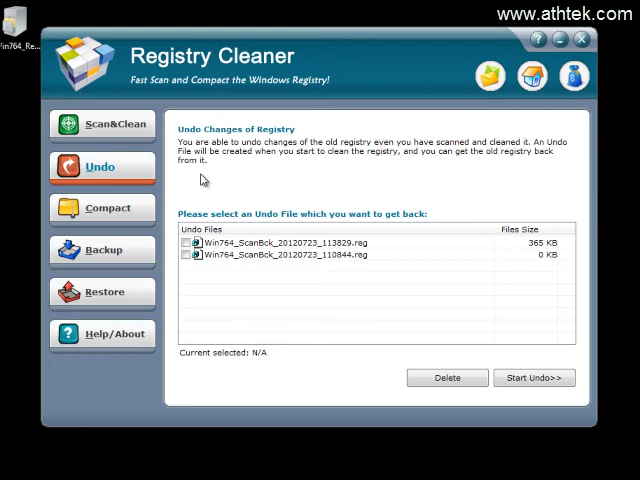 www.athtek.com
Win764_Re...
Registry Cleaner
Fast Scan and Compact the Windows Registry!
Scan&Clean
Undo
Compact
Backup
Restore
Help/About
Undo Changes of Registry
You are able to undo changes of the old registry even you have scanned and cleaned it. An Undo
File will be created when you start to clean the registry, and you can get the old registry back
from it.
Please select an Undo File which you want to get back:
Undo Files Files Size
Win764_ScanBck_20120723_113829.reg 365 KB
Win764_ScanBck_20120723_110844.reg 0 KB
Current selected: N/A
Delete Start Undo>>